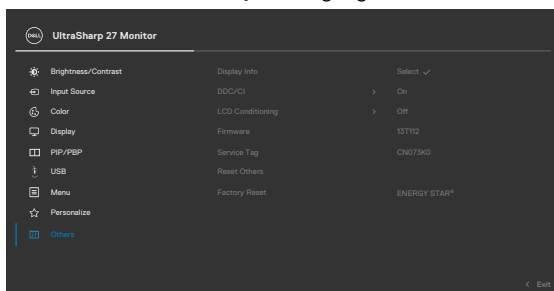 DELL UltraSharp 27 Monitor
Brightness/Contrast Display Info Select ✓
Input Source DDC/CI > On
Color LCD Conditioning > Off
Display Firmware 13T112
PIP/PBP Service Tag CN073K0
USB Reset Others
Menu Factory Reset ENERGY STAR®
Personalize
Others
< Exit